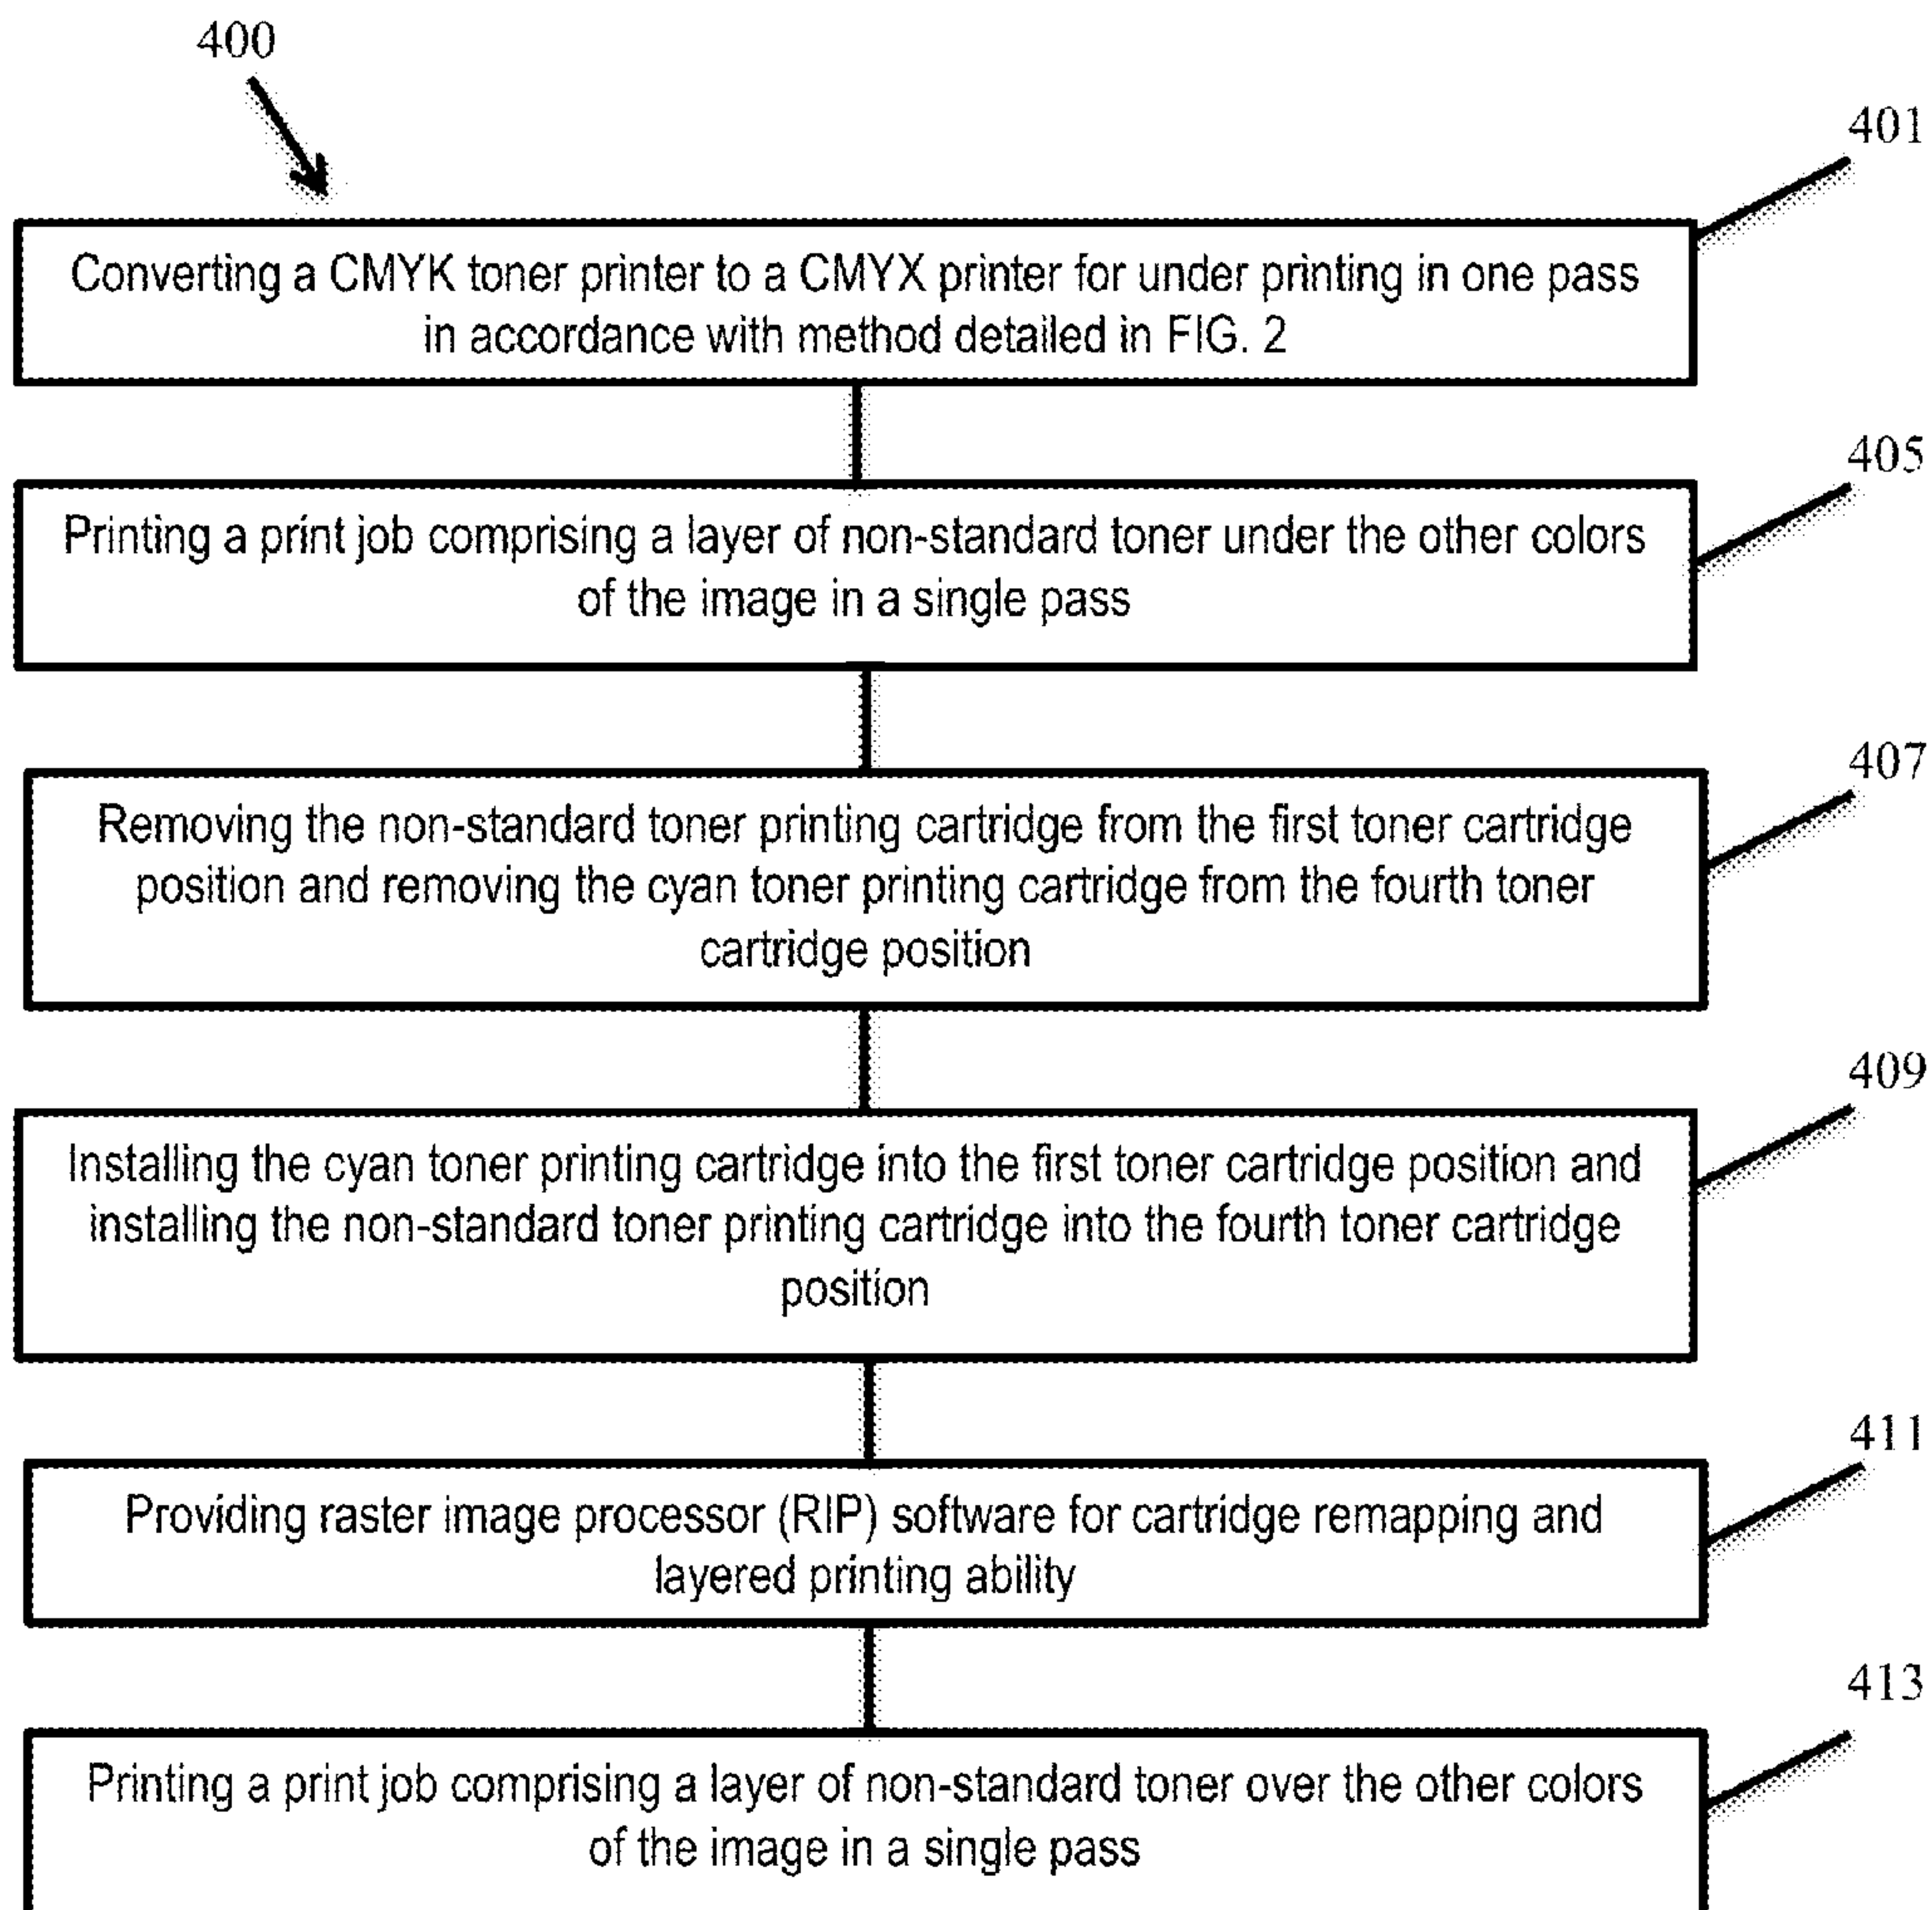 400
401
Converting a CMYK toner printer to a CMYX printer for under printing in one pass
in accordance with method detailed in FIG. 2
405
Printing a print job comprising a layer of non-standard toner under the other colors
of the image in a single pass
407
Removing the non-standard toner printing cartridge from the first toner cartridge
position and removing the cyan toner printing cartridge from the fourth toner
cartridge position
409
Installing the cyan toner printing cartridge into the first toner cartridge position and
installing the non-standard toner printing cartridge into the fourth toner cartridge
position
411
Providing raster image processor (RIP) software for cartridge remapping and
layered printing ability
413
Printing a print job comprising a layer of non-standard toner over the other colors
of the image in a single pass